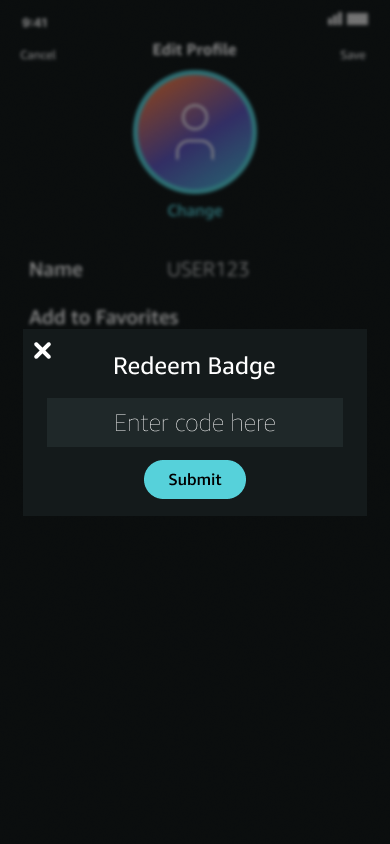 9:41
Cancel Edit Profile Save
Change
Name USER123
Add to Favorites
Redeem Badge
Enter code here
Submit